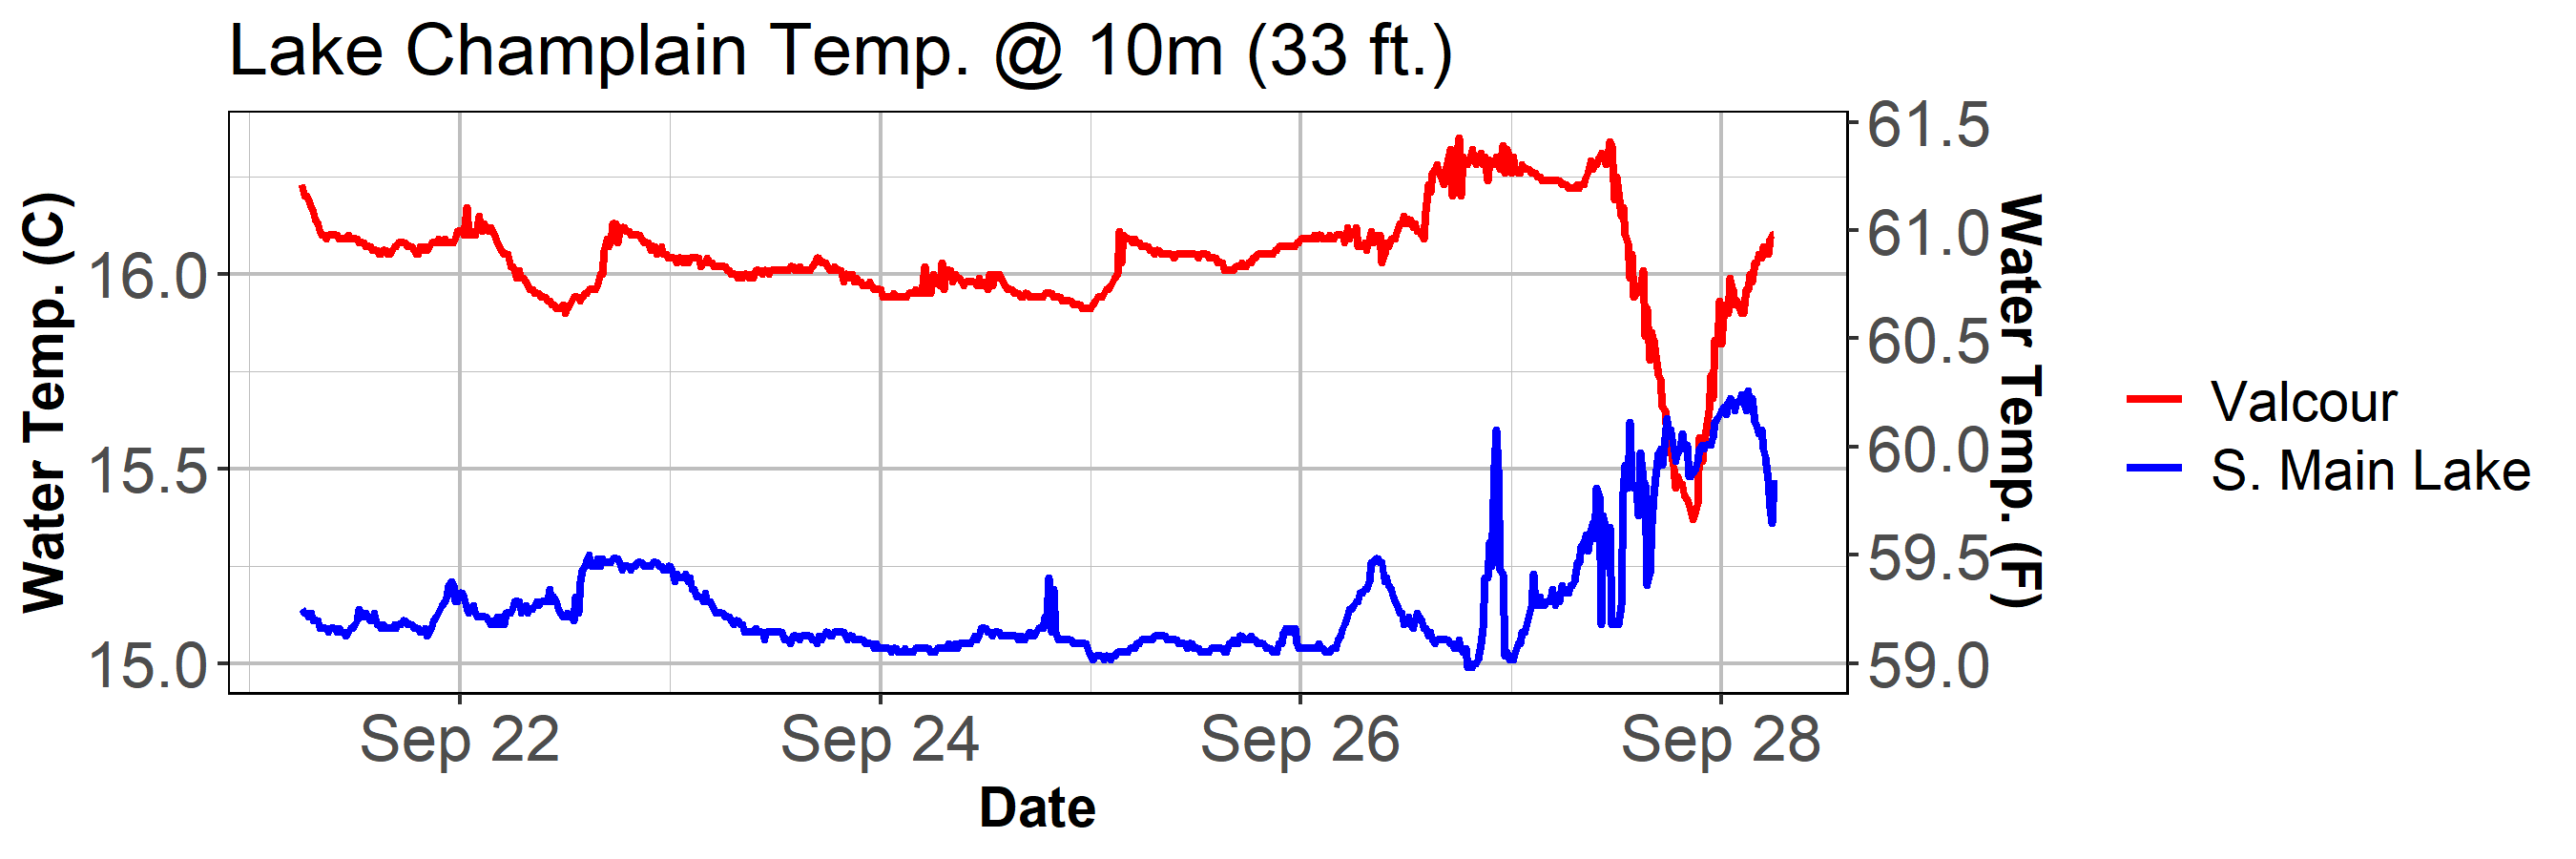 Lake Champlain Temp. @ 10m (33 ft.)
Water Temp. (C)
16.0
15.5
15.0
61.5
61.0
60.5
60.0
59.5
59.0
Water Temp. (F)
Sep 22
Sep 24
Sep 26
Sep 28
Date
Valcour
S. Main Lake